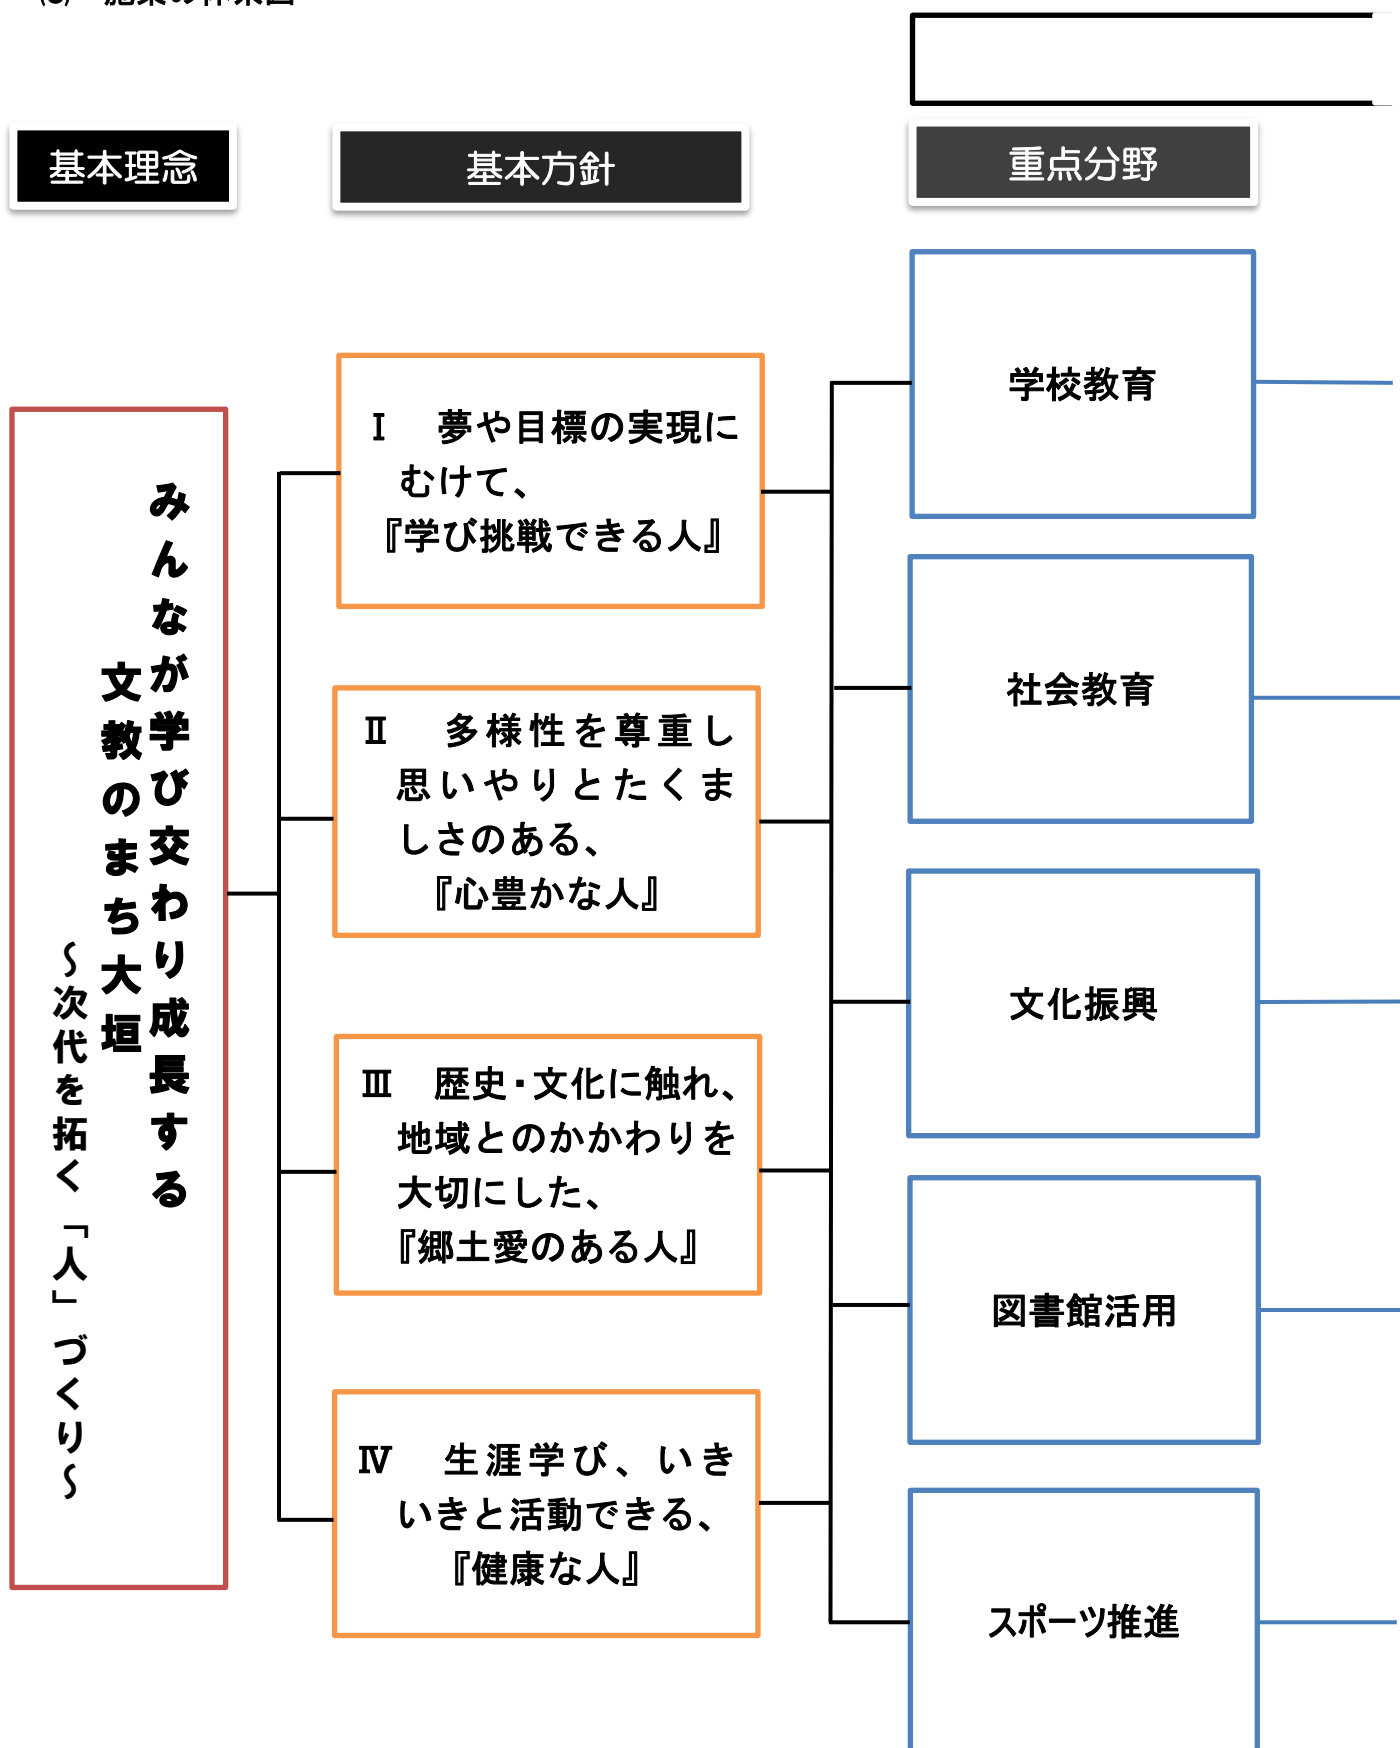 基本理念
基本方針
重点分野
みんなが学び交わり成長する
文教のまち大垣
～次代を拓く「人」づくり～
Ⅰ 夢や目標の実現に
むけて、
『学び挑戦できる人』
Ⅱ 多様性を尊重し
思いやりとたくま
しさのある、
『心豊かな人』
Ⅲ 歴史・文化に触れ、
地域とのかかわりを
大切にした、
『郷土愛のある人』
Ⅳ 生涯学び、いき
いきと活動できる、
『健康な人』
学校教育
社会教育
文化振興
図書館活用
スポーツ推進